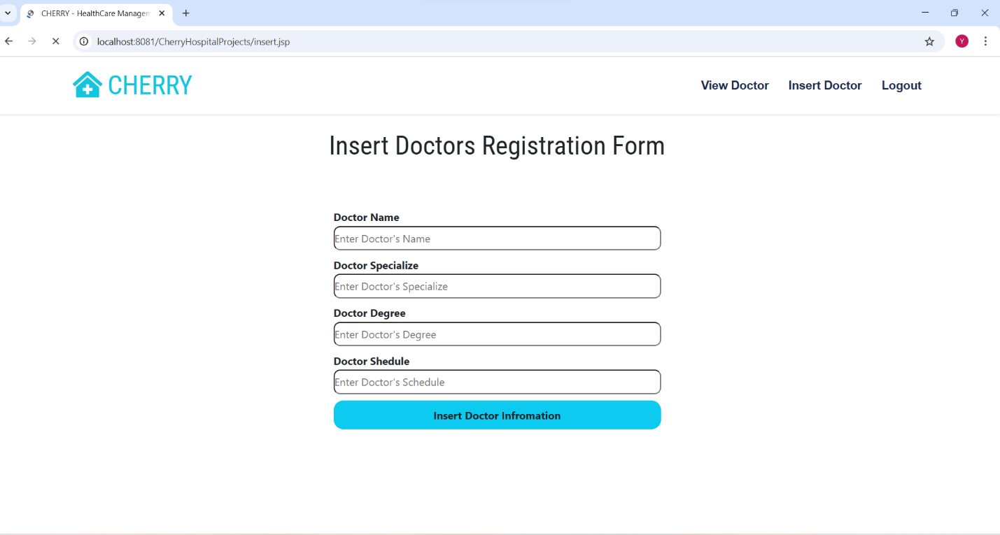 CHERRY - HealthCare Managem
localhost:8081/CherryHospitalProjects/insert.jsp
Y
CHERRY
View Doctor
Insert Doctor
Logout
Insert Doctors Registration Form
Doctor Name
Enter Doctor's Name
Doctor Specialize
Enter Doctor's Specialize
Doctor Degree
Enter Doctor's Degree
Doctor Shedule
Enter Doctor's Schedule
Insert Doctor Infromation